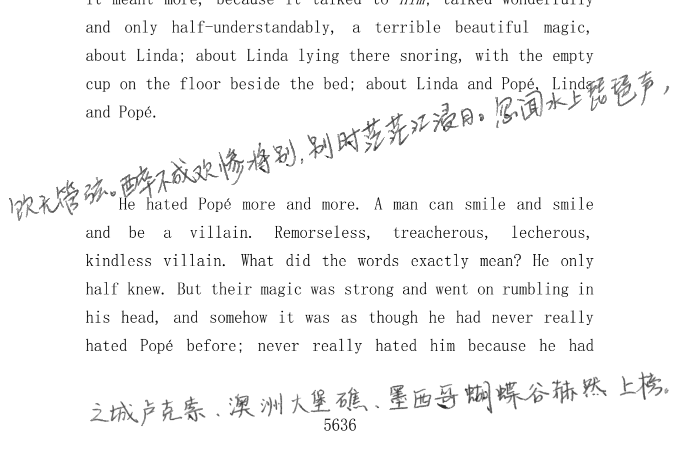 it meant more, because it talked to him, talked wonderfully
and only half-understandably, a terrible beautiful magic,
about Linda; about Linda lying there snoring, with the empty
cup on the floor beside the bed; about Linda and Popé, Linda
and Popé.
饮无管弦。醉不成欢惨将别,别时茫茫江浸月。忽闻水上琵琶声,
He hated Popé more and more. A man can smile and smile
and be a villain. Remorseless, treacherous, lecherous,
kindless villain. What did the words exactly mean? He only
half knew. But their magic was strong and went on rumbling in
his head, and somehow it was as though he had never really
hated Popé before; never really hated him because he had
之城卢克索、澳洲大堡礁、墨西哥蝴蝶谷赫然上榜。
5636